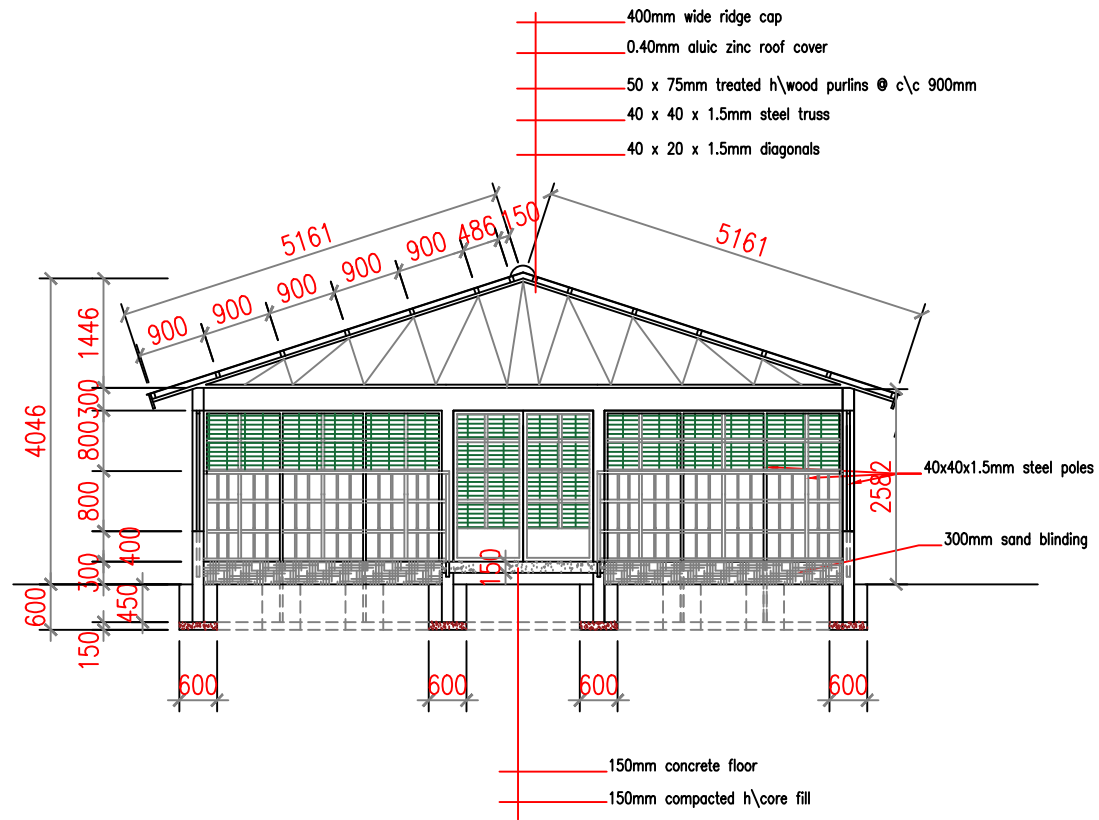 400mm wide ridge cap
0.40mm aluic zinc roof cover
50 x 75mm treated h\wood purlins @ c\c 900mm
40 x 40 x 1.5mm steel truss
40 x 20 x 1.5mm diagonals
5161
900
900
900
900
900
486
150
5161
4046
1446
300
800
800
400
300
600
450
150
2582
150
40x40x1.5mm steel poles
300mm sand blinding
600
600
600
600
150mm concrete floor
150mm compacted h\core fill